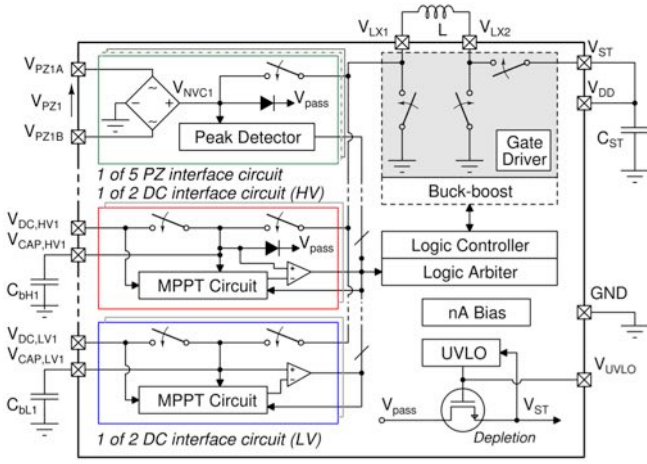 L
V_LX1
V_LX2
V_PZ1A
V_PZ1
V_PZ1B
V_NVC1
V_pass
Peak Detector
1 of 5 PZ interface circuit
1 of 2 DC interface circuit (HV)
V_DC,HV1
V_CAP,HV1
C_bH1
V_pass
MPPT Circuit
V_DC,LV1
V_CAP,LV1
C_bL1
MPPT Circuit
1 of 2 DC interface circuit (LV)
Gate
Driver
Buck-boost
Logic Controller
Logic Arbiter
nA Bias
UVLO
V_pass
V_ST
Depletion
V_ST
V_DD
C_ST
GND
V_UVLO